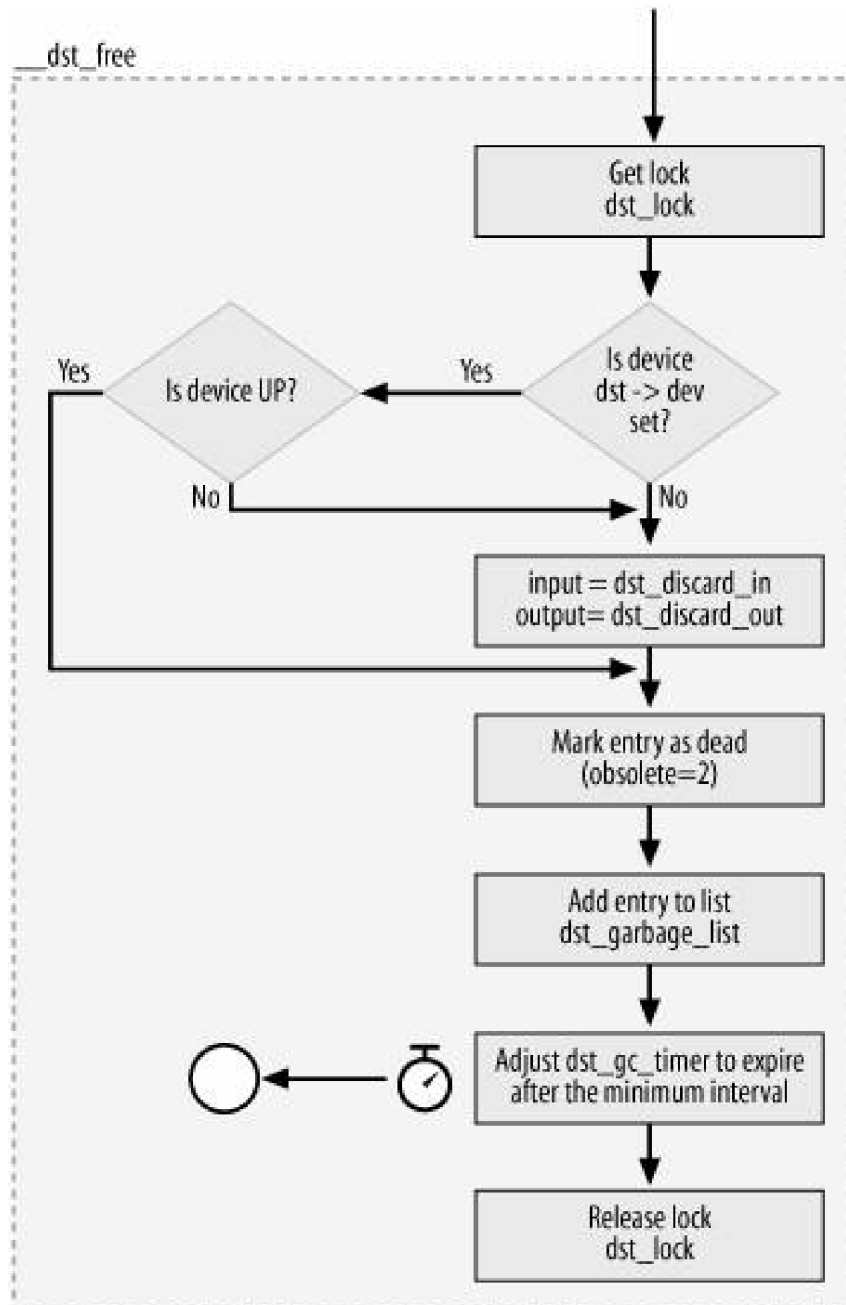 __dst_free
Get lock
dst_lock
Is device
dst -> dev
set?
Yes
Is device UP?
Yes
No
No
input = dst_discard_in
output= dst_discard_out
Mark entry as dead
(obsolete=2)
Add entry to list
dst_garbage_list
Adjust dst_gc_timer to expire
after the minimum interval
Release lock
dst_lock